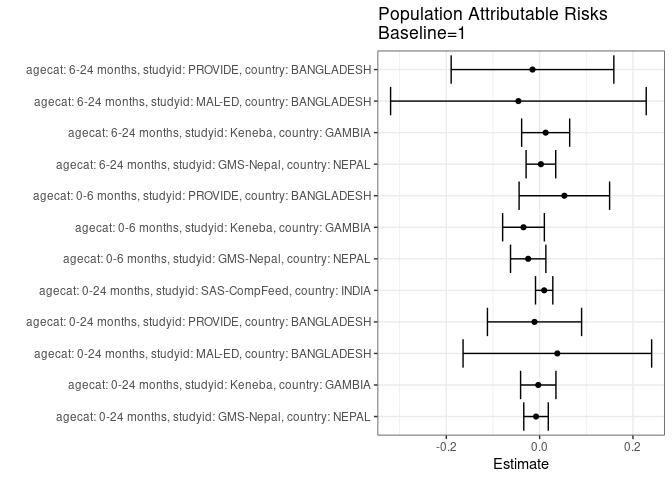 Population Attributable Risks
Baseline=1
agecat: 6-24 months, studyid: PROVIDE, country: BANGLADESH
agecat: 6-24 months, studyid: MAL-ED, country: BANGLADESH
agecat: 6-24 months, studyid: Keneba, country: GAMBIA
agecat: 6-24 months, studyid: GMS-Nepal, country: NEPAL
agecat: 0-6 months, studyid: PROVIDE, country: BANGLADESH
agecat: 0-6 months, studyid: Keneba, country: GAMBIA
agecat: 0-6 months, studyid: GMS-Nepal, country: NEPAL
agecat: 0-24 months, studyid: SAS-CompFeed, country: INDIA
agecat: 0-24 months, studyid: PROVIDE, country: BANGLADESH
agecat: 0-24 months, studyid: MAL-ED, country: BANGLADESH
agecat: 0-24 months, studyid: Keneba, country: GAMBIA
agecat: 0-24 months, studyid: GMS-Nepal, country: NEPAL
-0.2 0.0 0.2
Estimate